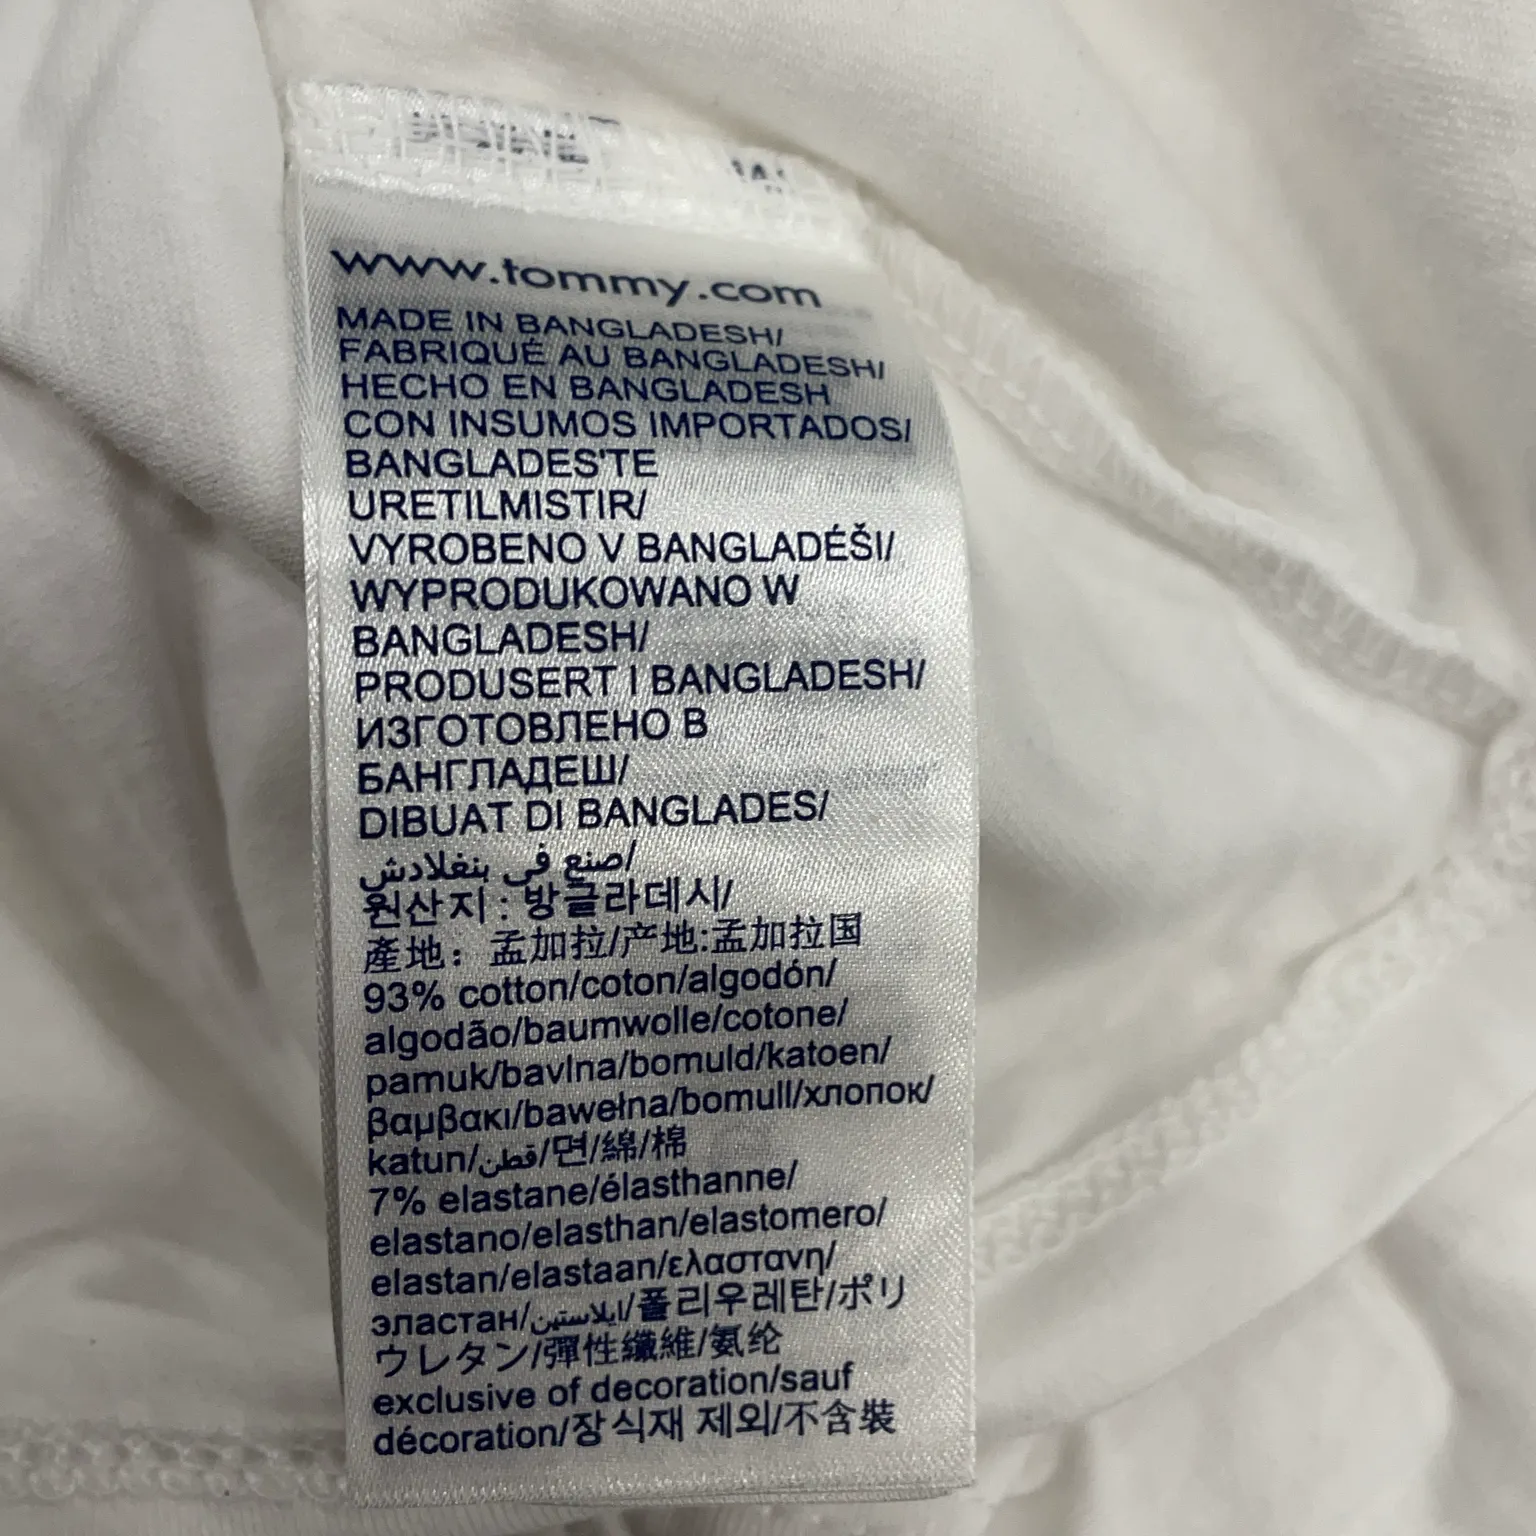 www.tommy.com
MADE IN BANGLADESH/
FABRIQUÉ AU BANGLADESH/
HECHO EN BANGLADESH
CON INSUMOS IMPORTADOS/
BANGLADES'TE
URETILMISTIR/
VYROBENO V BANGLADÉŠI/
WYPRODUKOWANO W
BANGLADESH/
PRODUSERT I BANGLADESH/
ИЗГОТОВЛЕНО В
БАНГЛАДЕШ/
DIBUAT DI BANGLADES/
صنع في بنغلادش/
원산지 : 방글라데시/
產地：孟加拉/产地:孟加拉国
93% cotton/coton/algodón/
algodão/baumwolle/cotone/
pamuk/bavlna/bomuld/katoen/
βαμβακι/bawełna/bomull/хлопок/
katun/قطن/면/綿/棉
7% elastane/élasthanne/
elastano/elasthan/elastomero/
elastan/elastaan/ελαστανη/
эластан/ايلاستين/폴리우레탄/ポリ
ウレタン/彈性纖維/氨纶
exclusive of decoration/sauf
décoration/장식재 제외/不含裝